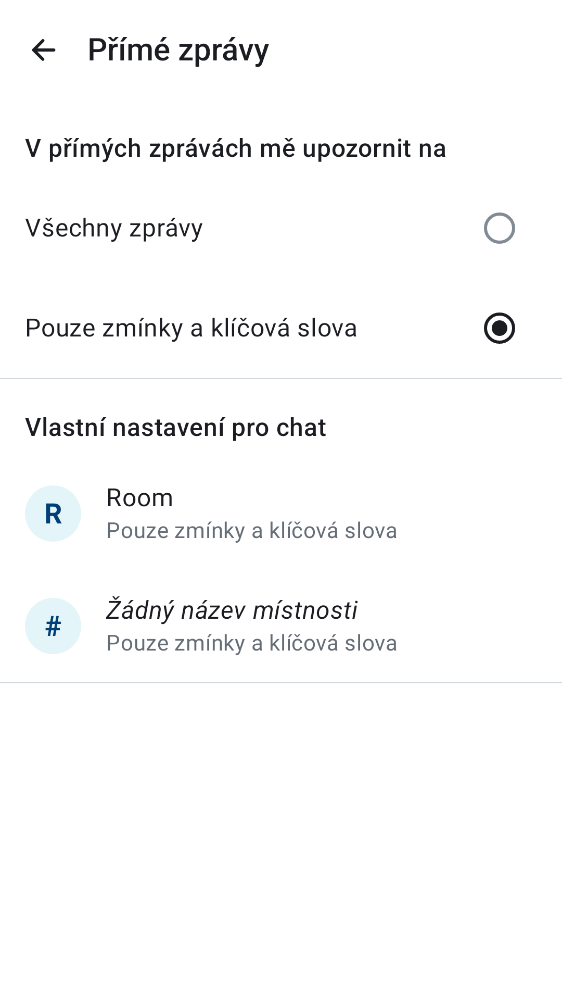 Přímé zprávy
V přímých zprávách mě upozornit na
Všechny zprávy
Pouze zmínky a klíčová slova
Vlastní nastavení pro chat
R
Room
Pouze zmínky a klíčová slova
#
Žádný název místnosti
Pouze zmínky a klíčová slova